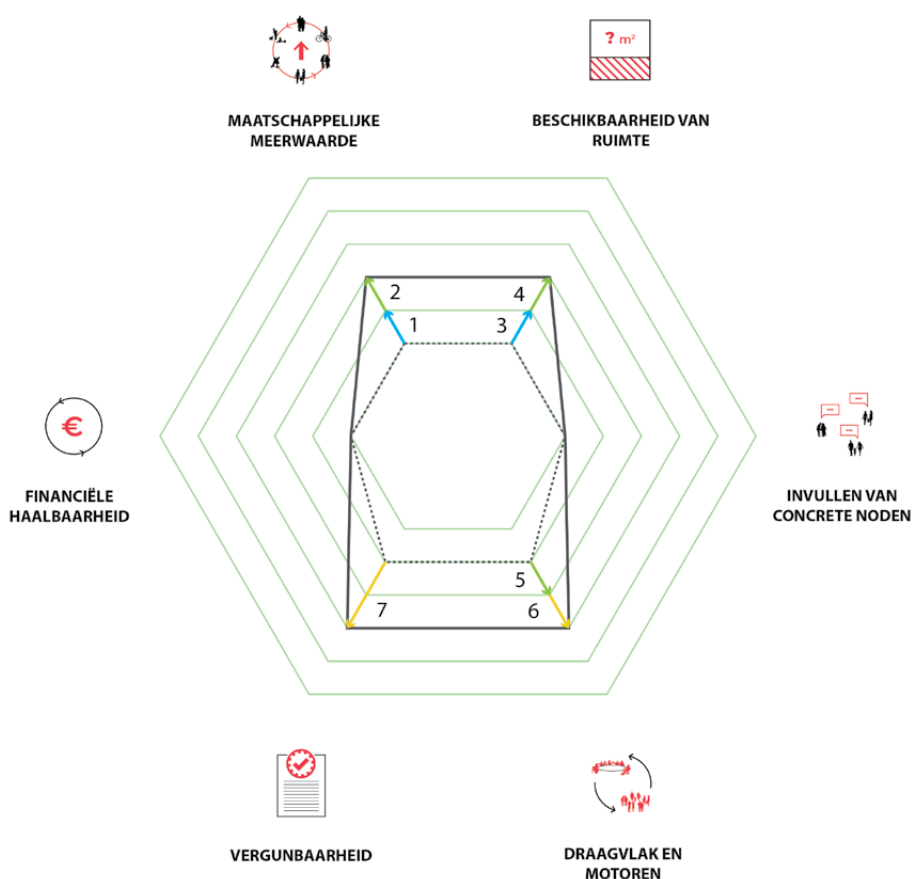 ? m²
MAATSCHAPPELIJKE
MEERWAARDE
BESCHIKBAARHEID VAN
RUIMTE
2
4
1
3
€
FINANCIËLE
HAALBAARHEID
INVULLEN VAN
CONCRETE NODEN
5
7
6
VERGUNBAARHEID
DRAAGVLAK EN
MOTOREN